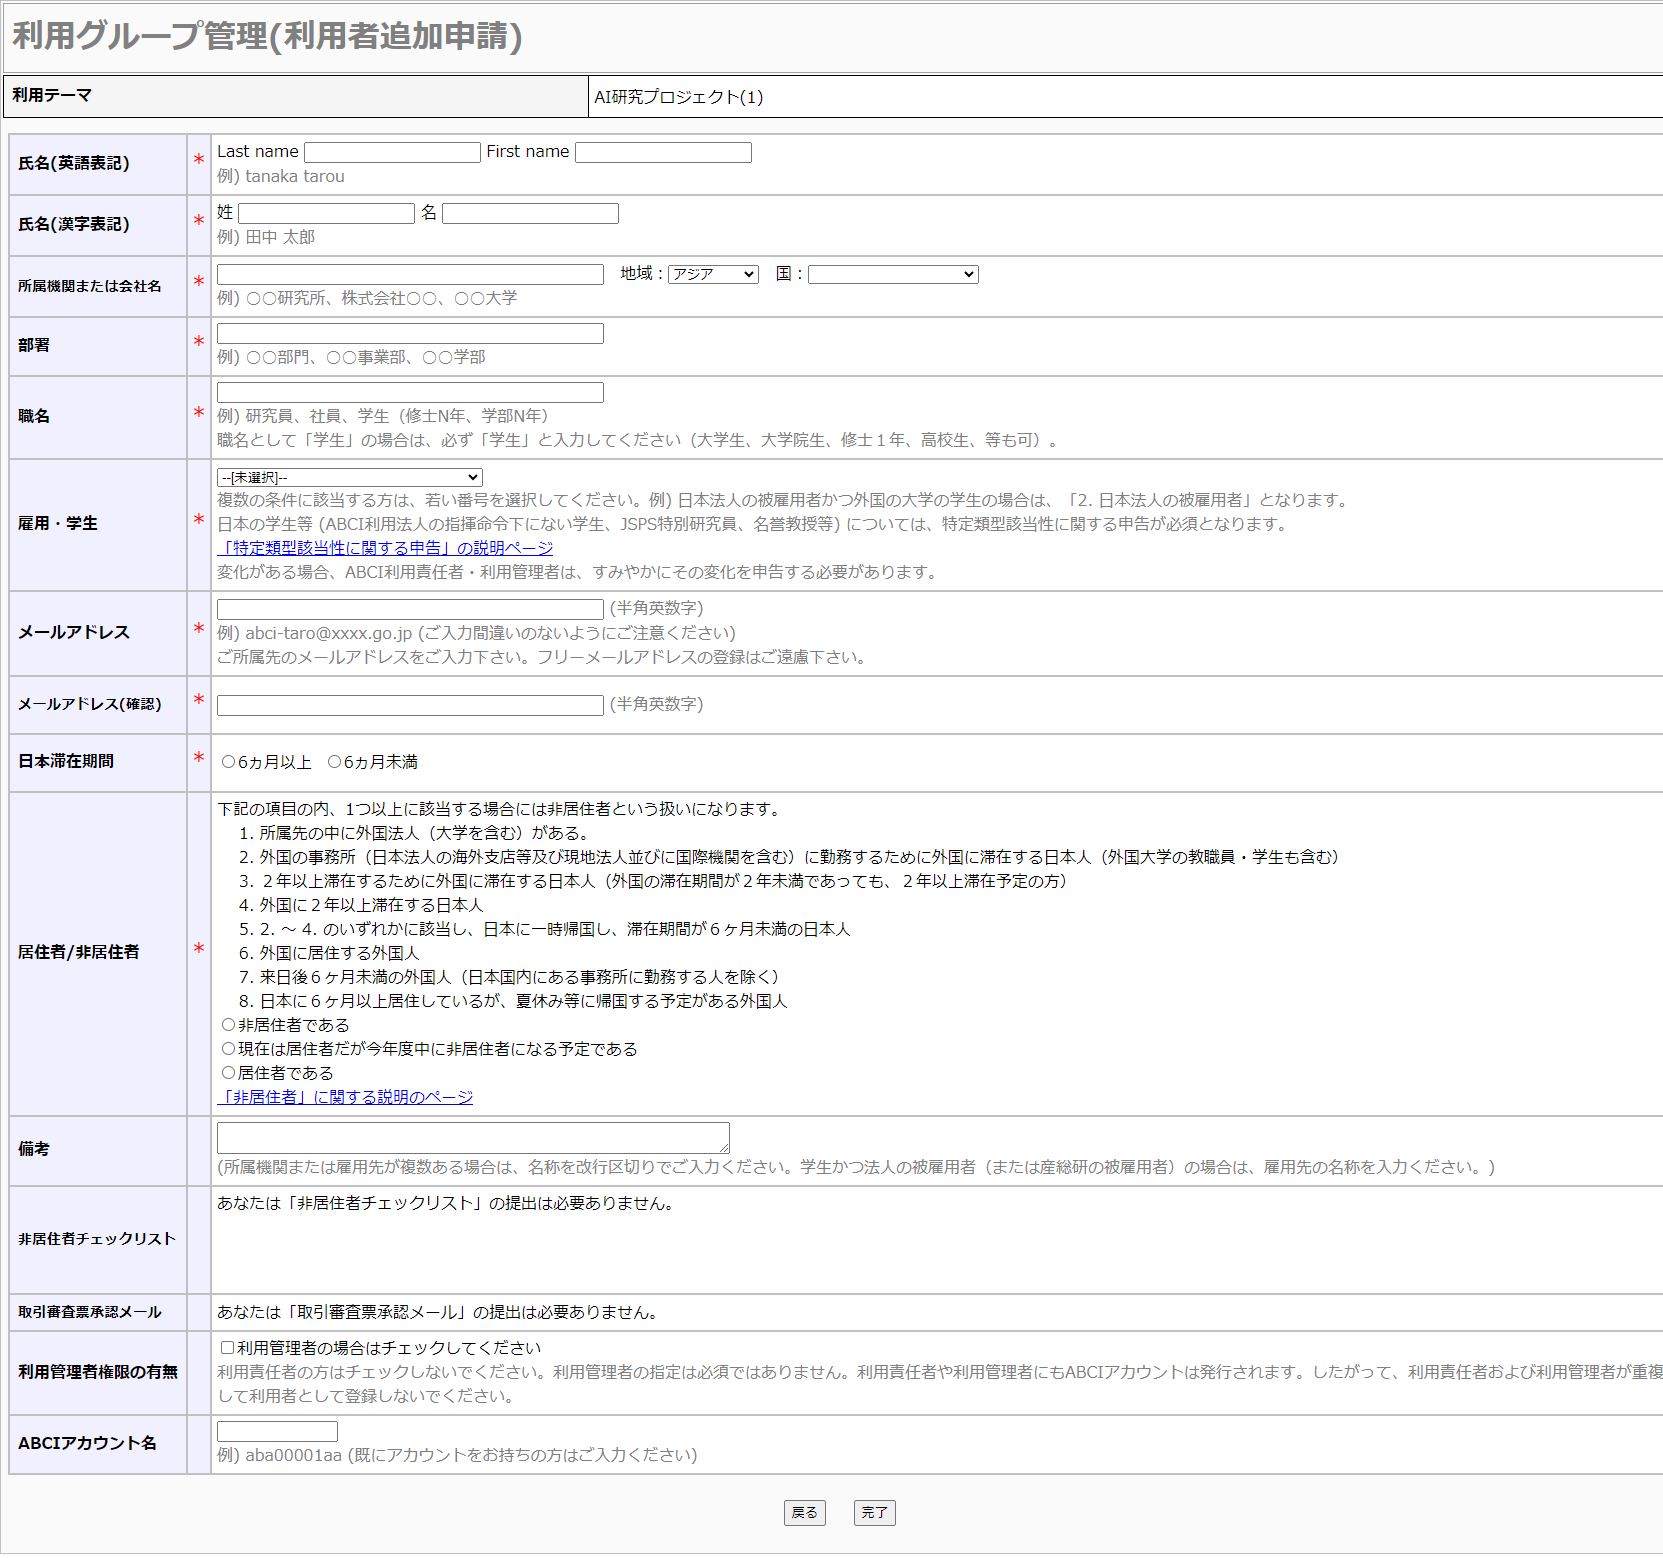 利用グループ管理(利用者追加申請)
利用テーマ AI研究プロジェクト(1)
氏名(英語表記) * Last name First name
例) tanaka tarou
氏名(漢字表記) * 姓 名
例) 田中 太郎
所属機関または会社名 * 地域：アジア 国：
例) 〇〇研究所、株式会社〇〇、〇〇大学
部署 *
例) 〇〇部門、〇〇事業部、〇〇学部
職名 *
例) 研究員、社員、学生（修士N年、学部N年）
職名として「学生」の場合は、必ず「学生」と入力してください（大学生、大学院生、修士１年、高校生、等も可）。
雇用・学生 * --[未選択]--
複数の条件に該当する方は、若い番号を選択してください。例) 日本法人の被雇用者かつ外国の大学の学生の場合は、「2. 日本法人の被雇用者」となります。
日本の学生等 (ABCI利用法人の指揮命令下にない学生、JSPS特別研究員、名誉教授等) については、特定類型該当性に関する申告が必須となります。
「特定類型該当性に関する申告」の説明ページ
変化がある場合、ABCI利用責任者・利用管理者は、すみやかにその変化を申告する必要があります。
メールアドレス * (半角英数字)
例) abci-taro@xxxx.go.jp (ご入力間違いのないようにご注意ください)
ご所属先のメールアドレスをご入力下さい。フリーメールアドレスの登録はご遠慮下さい。
メールアドレス(確認) * (半角英数字)
日本滞在期間 * 6ヵ月以上 6ヵ月未満
居住者/非居住者 *
下記の項目の内、1つ以上に該当する場合には非居住者という扱いになります。
1. 所属先の中に外国法人（大学を含む）がある。
2. 外国の事務所（日本法人の海外支店等及び現地法人並びに国際機関を含む）に勤務するために外国に滞在する日本人（外国大学の教職員・学生も含む）
3. ２年以上滞在するために外国に滞在する日本人（外国の滞在期間が２年未満であっても、２年以上滞在予定の方）
4. 外国に２年以上滞在する日本人
5. 2. ～ 4. のいずれかに該当し、日本に一時帰国し、滞在期間が６ヶ月未満の日本人
6. 外国に居住する外国人
7. 来日後６ヶ月未満の外国人（日本国内にある事務所に勤務する人を除く）
8. 日本に６ヶ月以上居住しているが、夏休み等に帰国する予定がある外国人
非居住者である
現在は居住者だが今年度中に非居住者になる予定である
居住者である
「非居住者」に関する説明のページ
備考
(所属機関または雇用先が複数ある場合は、名称を改行区切りでご入力ください。学生かつ法人の被雇用者（または産総研の被雇用者）の場合は、雇用先の名称を入力ください。)
非居住者チェックリスト あなたは「非居住者チェックリスト」の提出は必要ありません。
取引審査票承認メール あなたは「取引審査票承認メール」の提出は必要ありません。
利用管理者権限の有無 利用管理者の場合はチェックしてください
利用責任者の方はチェックしないでください。利用管理者の指定は必須ではありません。利用責任者や利用管理者にもABCIアカウントは発行されます。したがって、利用責任者および利用管理者が重複
して利用者として登録しないでください。
ABCIアカウント名
例) aba00001aa (既にアカウントをお持ちの方はご入力ください)
戻る 完了